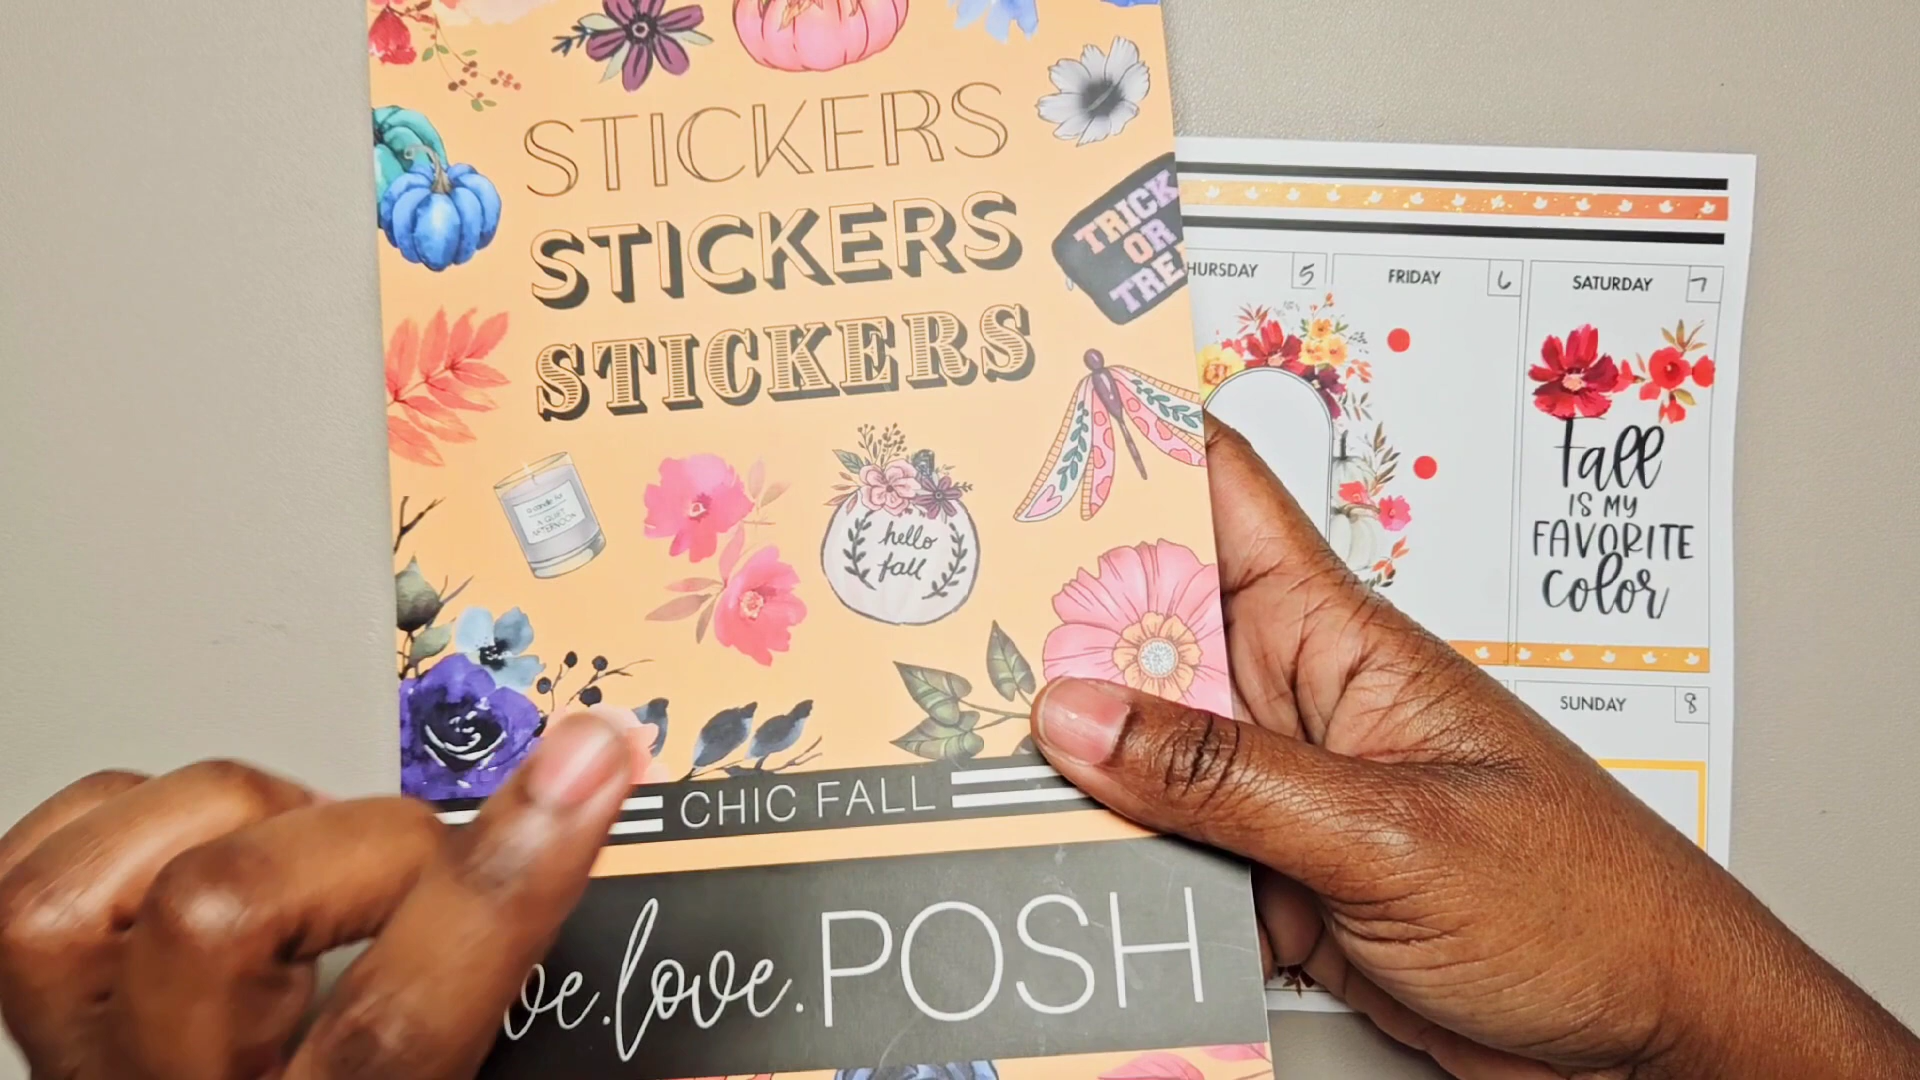 STICKERS
STICKERS
STICKERS
TRICK
OR
TRE
hello
fall
CHIC FALL
ve.love.POSH
HURSDAY 5
FRIDAY 6
SATURDAY 7
fall
IS MY
FAVORITE
color
SUNDAY 8